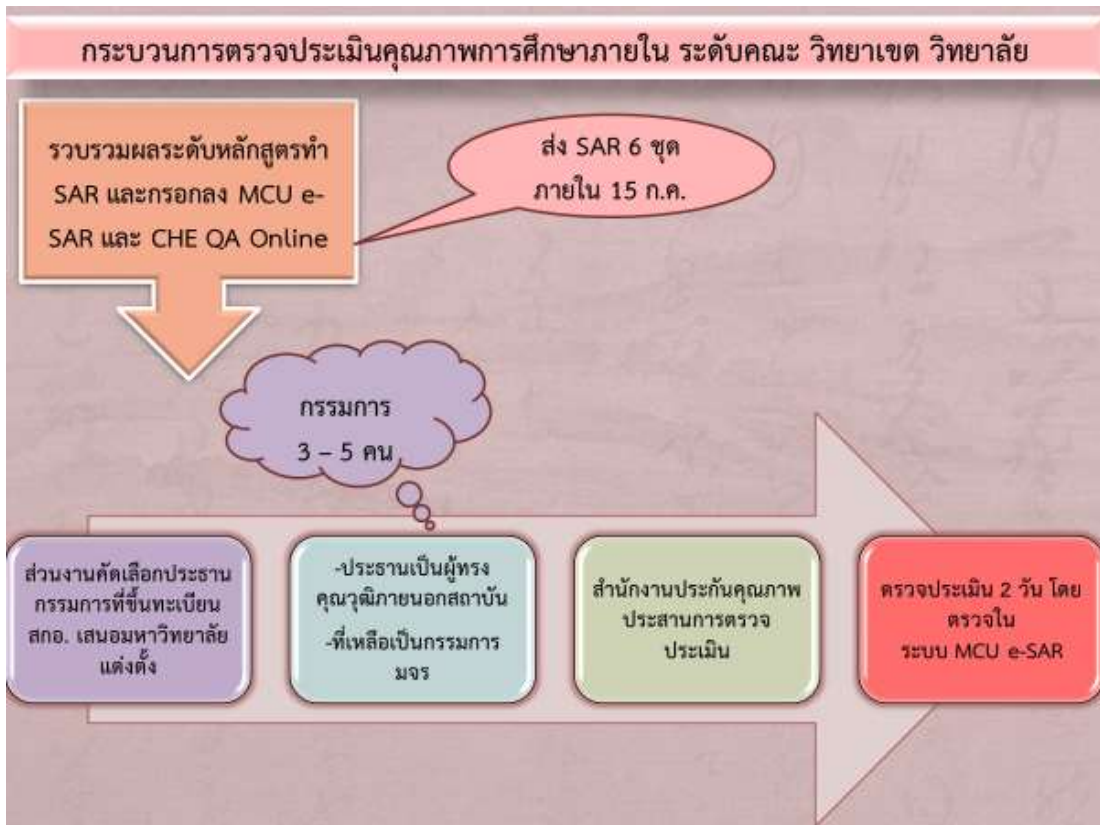 กระบวนการตรวจประเมินคุณภาพการศึกษาภายใน ระดับคณะ วิทยาเขต วิทยาลัย
รวบรวมผลระดับหลักสูตรทำ
SAR และกรอกลง MCU e-
SAR และ CHE QA Online
ส่ง SAR 6 ชุด
ภายใน 15 ก.ค.
กรรมการ
3 – 5 คน
ส่วนงานคัดเลือกประธาน
กรรมการที่ขึ้นทะเบียน
สกอ. เสนอมหาวิทยาลัย
แต่งตั้ง
-ประธานเป็นผู้ทรง
คุณวุฒิภายนอกสถาบัน
-ที่เหลือเป็นกรรมการ
มจร
สำนักงานประกันคุณภาพ
ประสานการตรวจ
ประเมิน
ตรวจประเมิน 2 วัน โดย
ตรวจใน
ระบบ MCU e-SAR